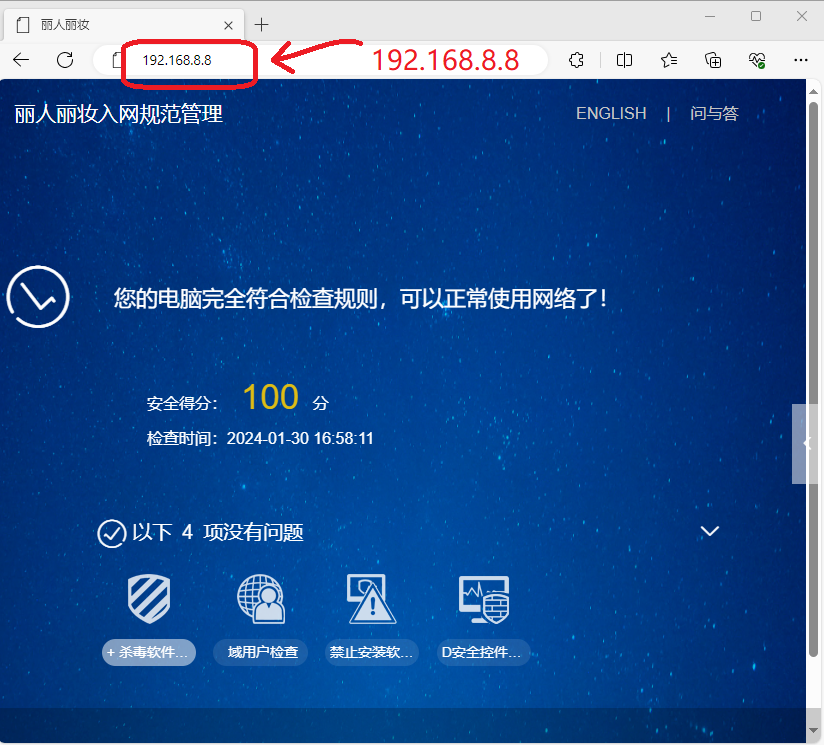 丽人丽妆
192.168.8.8
192.168.8.8
丽人丽妆入网规范管理
ENGLISH | 问与答
您的电脑完全符合检查规则，可以正常使用网络了！
安全得分： 100 分
检查时间：2024-01-30 16:58:11
以下 4 项没有问题
+ 杀毒软件... 域用户检查 禁止安装软... D安全控件...